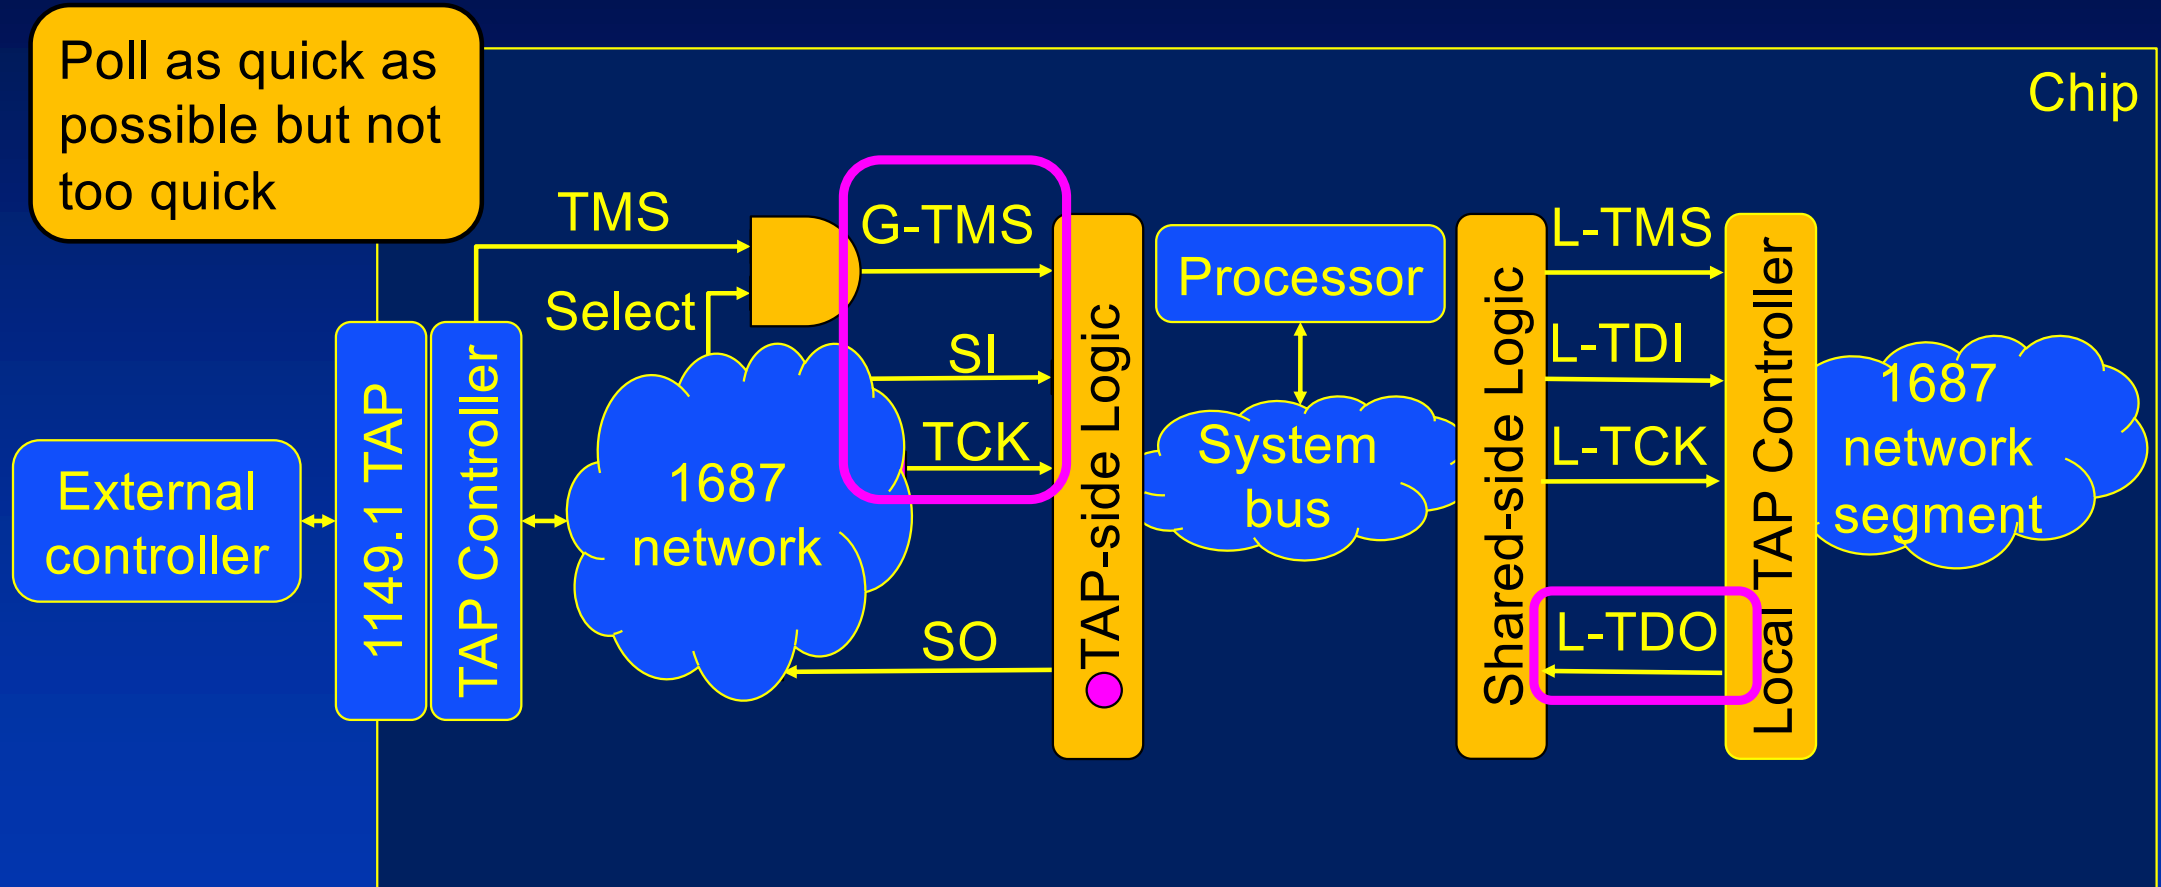 Poll as quick as
possible but not
too quick
Chip
TMS
G-TMS
Select
SI
TCK
External
controller
1149.1 TAP
TAP Controller
1687
network
SO
TAP-side Logic
Processor
System
bus
Shared-side Logic
L-TMS
L-TDI
L-TCK
L-TDO
Local TAP Controller
1687
network
segment